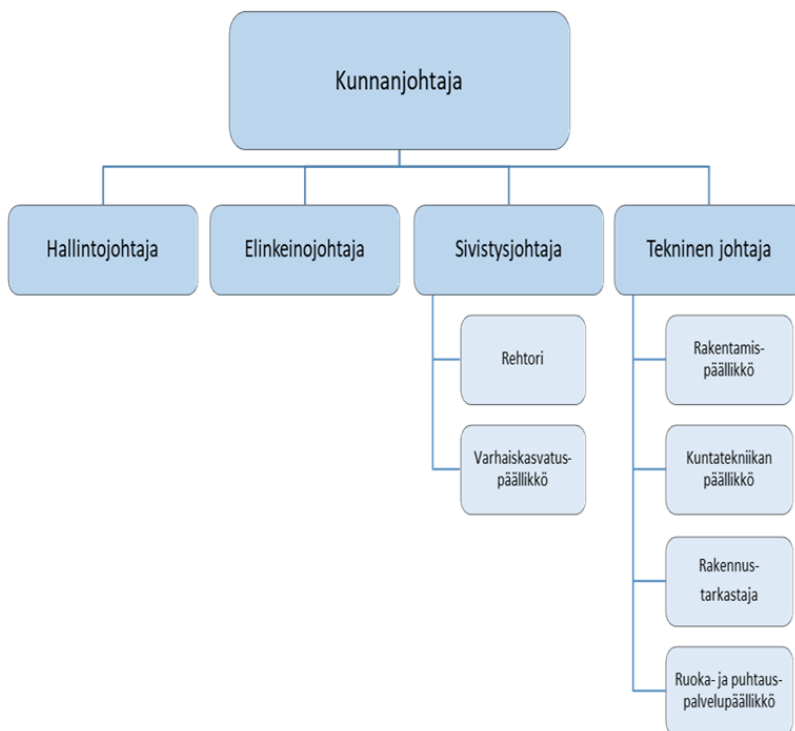 Kunnanjohtaja
Hallintojohtaja
Elinkeinojohtaja
Sivistysjohtaja
Tekninen johtaja
Rehtori
Varhaiskasvatus-
päällikkö
Rakentamis-
päällikkö
Kuntatekniikan
päällikkö
Rakennus-
tarkastaja
Ruoka- ja puhtaus-
palvelupäällikkö